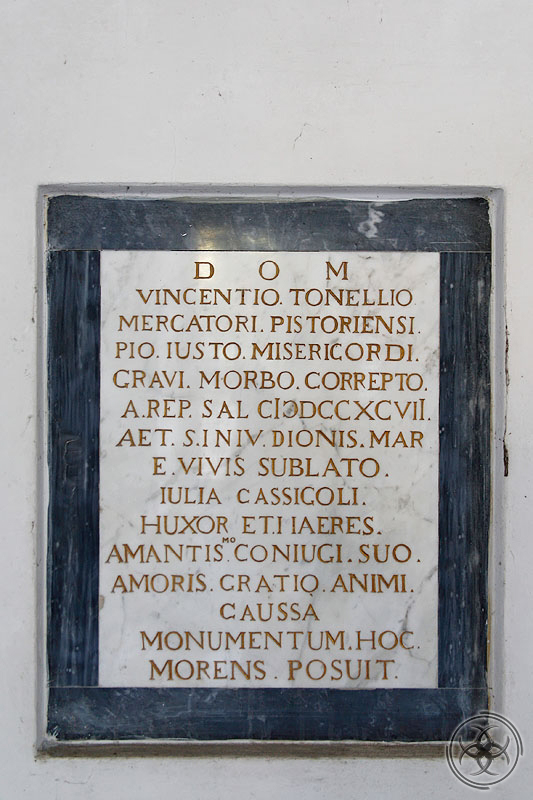 D O M
VINCENTIO. TONELLIO
MERCATORI. PISTORIENSI.
PIO. IUSTO. MISERICORDI.
GRAVI. MORBO. CORREPTO.
A. REP. SAL CIƆDCCXCVII.
AET. S. I NIV. DIONIS. MAR
E. VIVIS SUBLATO.
IULIA CASSIGOLI.
HUXOR ET HAERES.
AMANTIS.MO CONIUGI. SUO.
AMORIS. GRATIQ. ANIMI.
CAUSSA
MONUMENTUM. HOC.
MORENS. POSUIT.